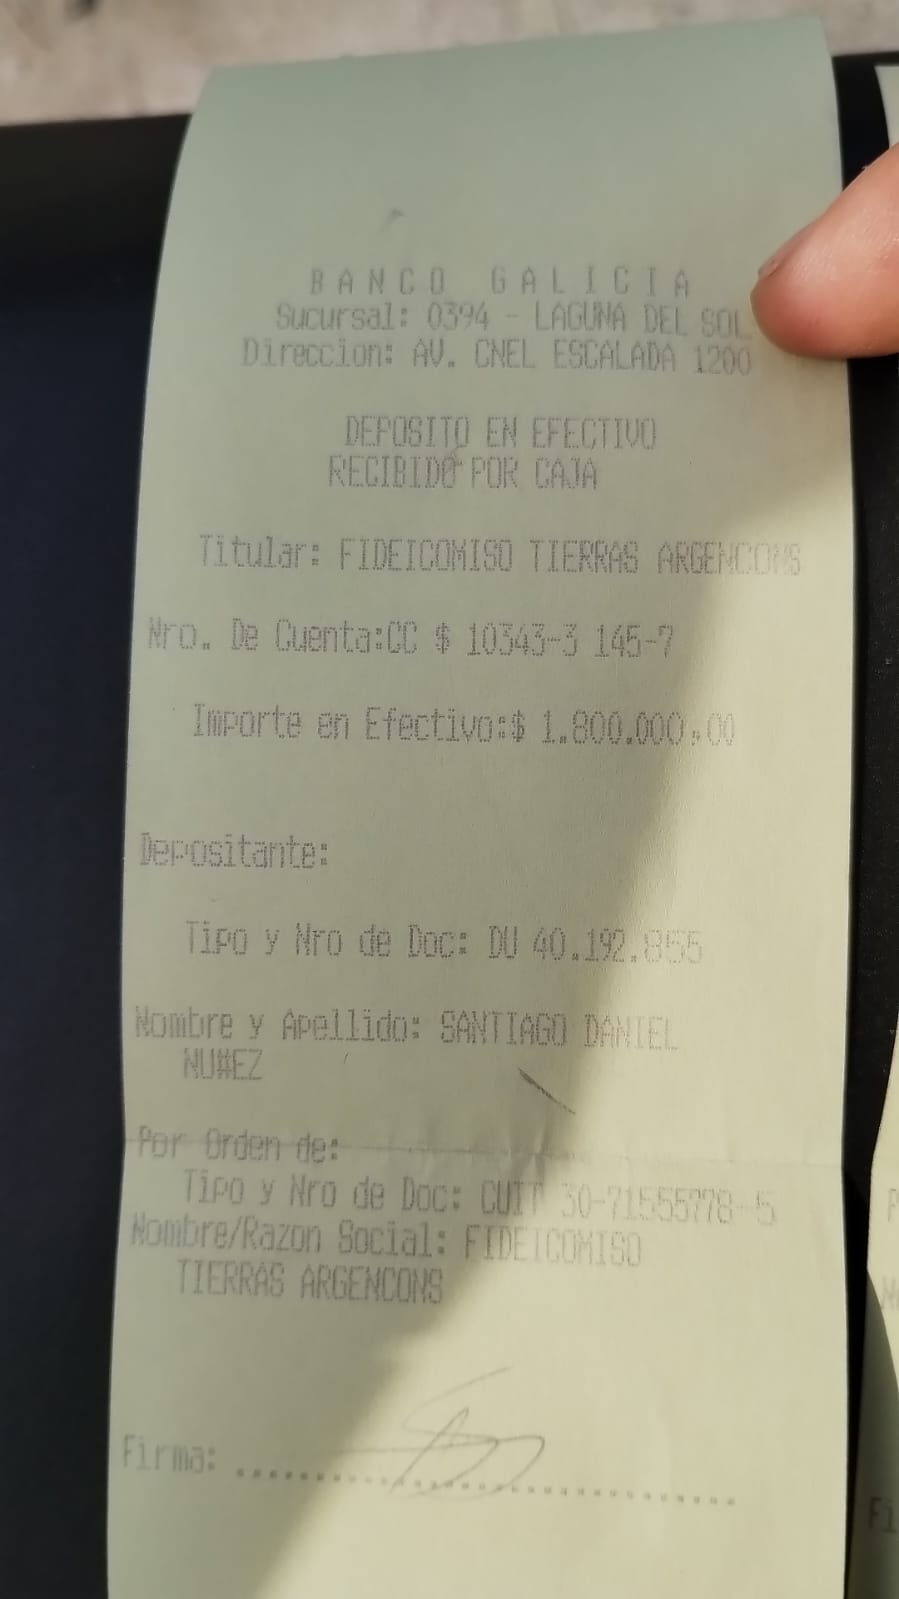 BANCO GALICIA
Sucursal: 0394 - LAGUNA DEL SOL
Direccion: AV. CNEL ESCALADA 1200
DEPOSITO EN EFECTIVO
RECIBIDO POR CAJA
Titular: FIDEICOMISO TIERRAS ARGENCONS
Nro. De Cuenta:CC $ 10343-3 145-7
Importe en Efectivo:$ 1.800.000,00
Depositante:
Tipo y Nro de Doc: DU 40.192.855
Nombre y Apellido: SANTIAGO DANIEL
NU#EZ
Por Orden de:
Tipo y Nro de Doc: CUIT 30-71555778-5
Nombre/Razon Social: FIDEICOMISO
TIERRAS ARGENCONS
Firma: